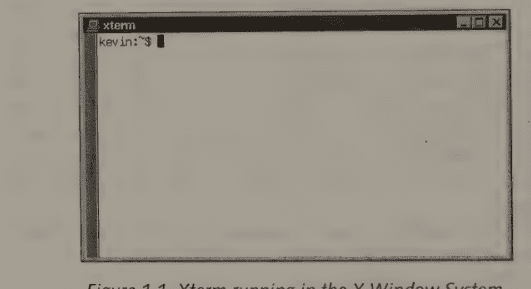 xterm
kevin:~$
Figure 1.1. Xterm running in the X Window System